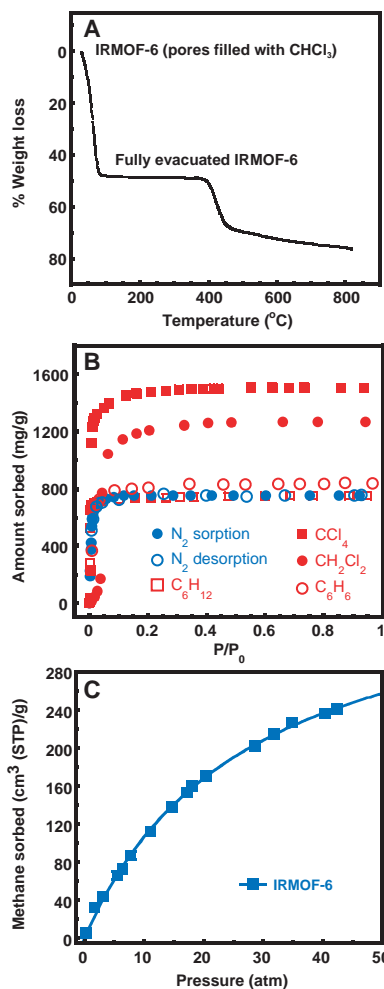 A
IRMOF-6 (pores filled with CHCl₃)
Fully evacuated IRMOF-6
% Weight loss
0
20
40
60
80
0 200 400 600 800
Temperature (°C)
B
Amount sorbed (mg/g)
1600
1200
800
400
0
N₂ sorption
N₂ desorption
C₆H₁₂
CCl₄
CH₂Cl₂
C₆H₆
0 0.2 0.4 0.6 0.8 1
P/P₀
C
Methane sorbed (cm³ (STP)/g)
280
240
200
160
120
80
40
0
IRMOF-6
0 10 20 30 40 50
Pressure (atm)